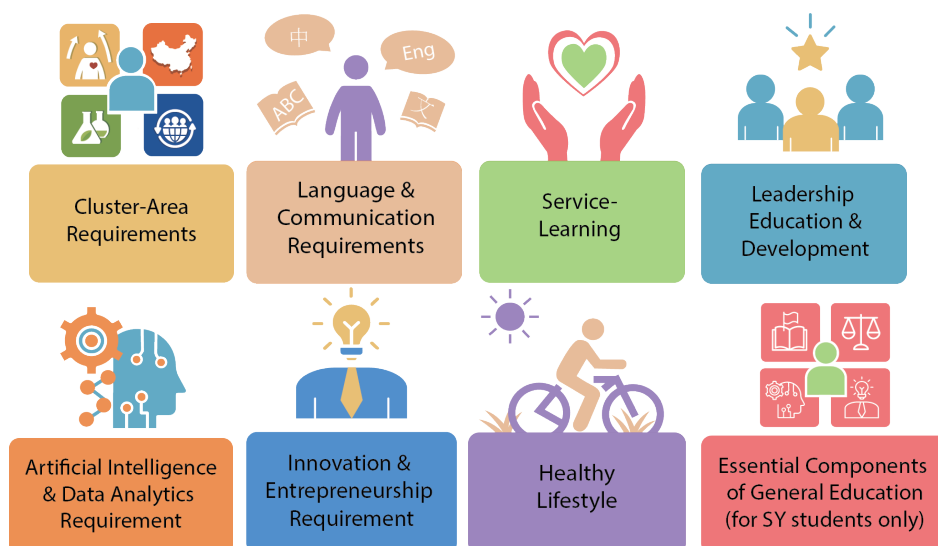 中
Eng
ABC
文
Cluster-Area
Requirements
Language &
Communication
Requirements
Service-
Learning
Leadership
Education &
Development
Artificial Intelligence
& Data Analytics
Requirement
Innovation &
Entrepreneurship
Requirement
Healthy
Lifestyle
Essential Components
of General Education
(for SY students only)